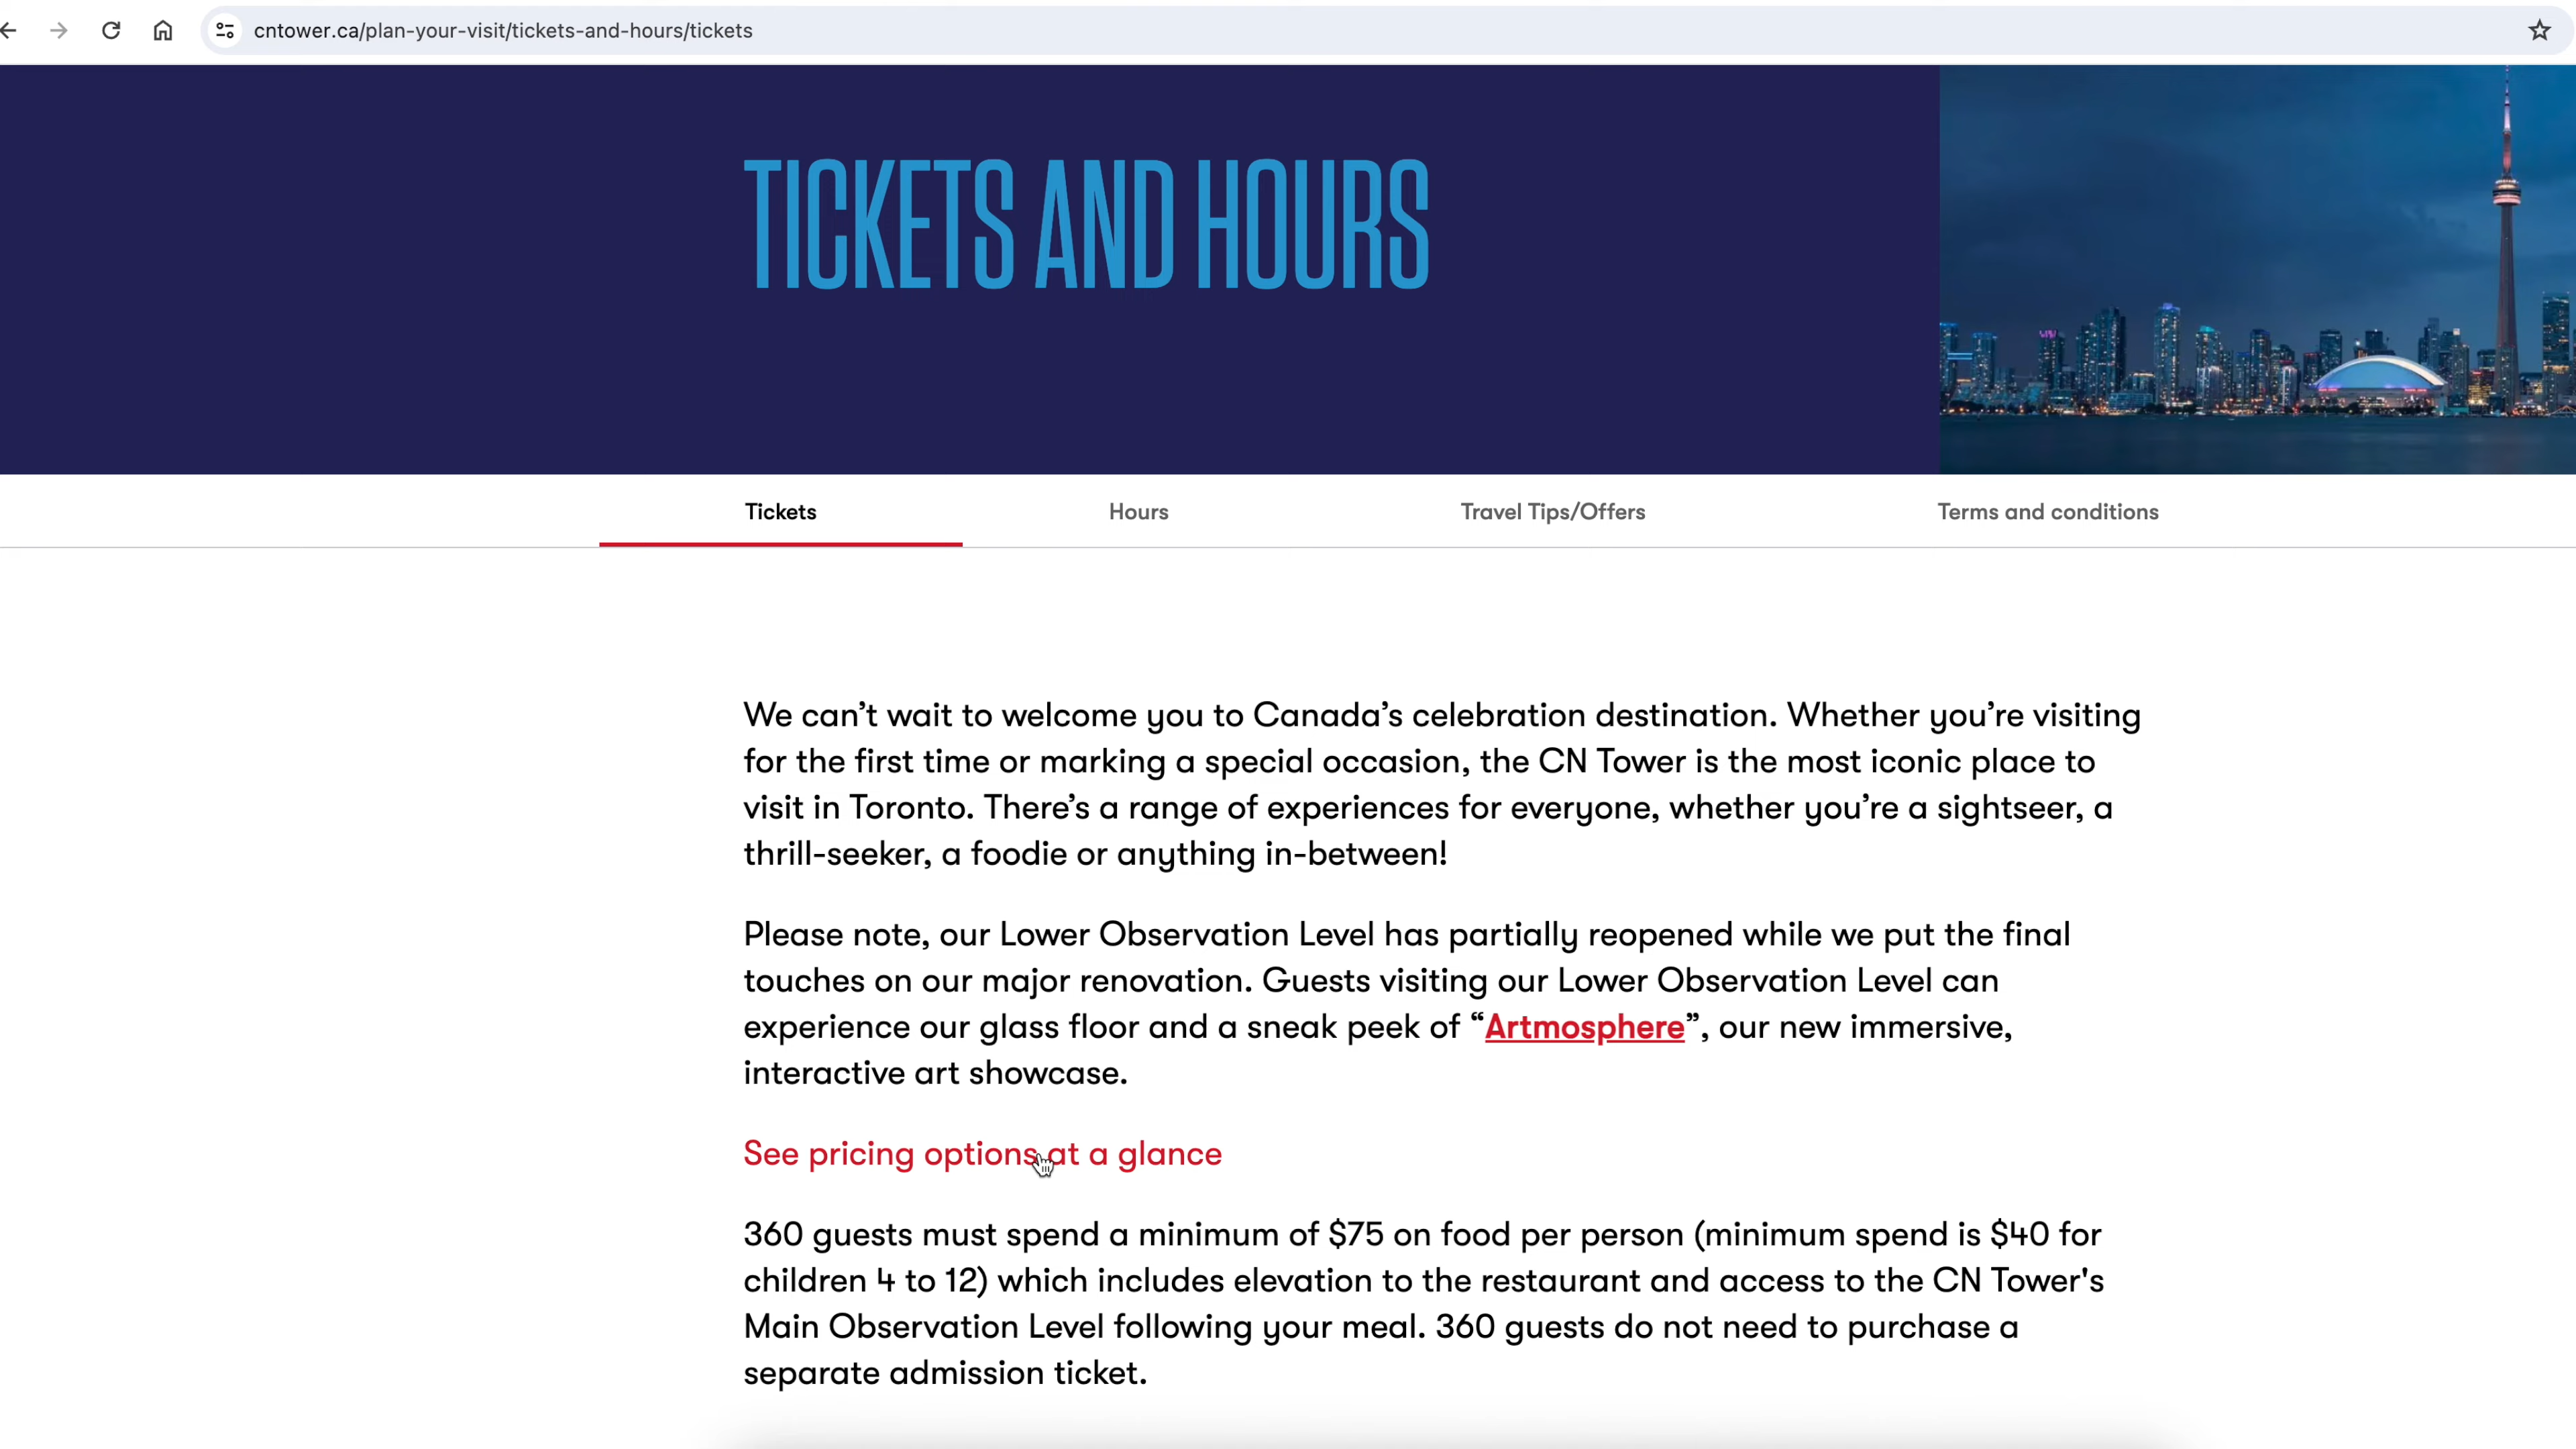 cntower.ca/plan-your-visit/tickets-and-hours/tickets
TICKETS AND HOURS
Tickets
Hours
Travel Tips/Offers
Terms and conditions
We can’t wait to welcome you to Canada’s celebration destination. Whether you’re visiting
for the first time or marking a special occasion, the CN Tower is the most iconic place to
visit in Toronto. There’s a range of experiences for everyone, whether you’re a sightseer, a
thrill-seeker, a foodie or anything in-between!
Please note, our Lower Observation Level has partially reopened while we put the final
touches on our major renovation. Guests visiting our Lower Observation Level can
experience our glass floor and a sneak peek of “Artmosphere”, our new immersive,
interactive art showcase.
See pricing options at a glance
360 guests must spend a minimum of $75 on food per person (minimum spend is $40 for
children 4 to 12) which includes elevation to the restaurant and access to the CN Tower's
Main Observation Level following your meal. 360 guests do not need to purchase a
separate admission ticket.